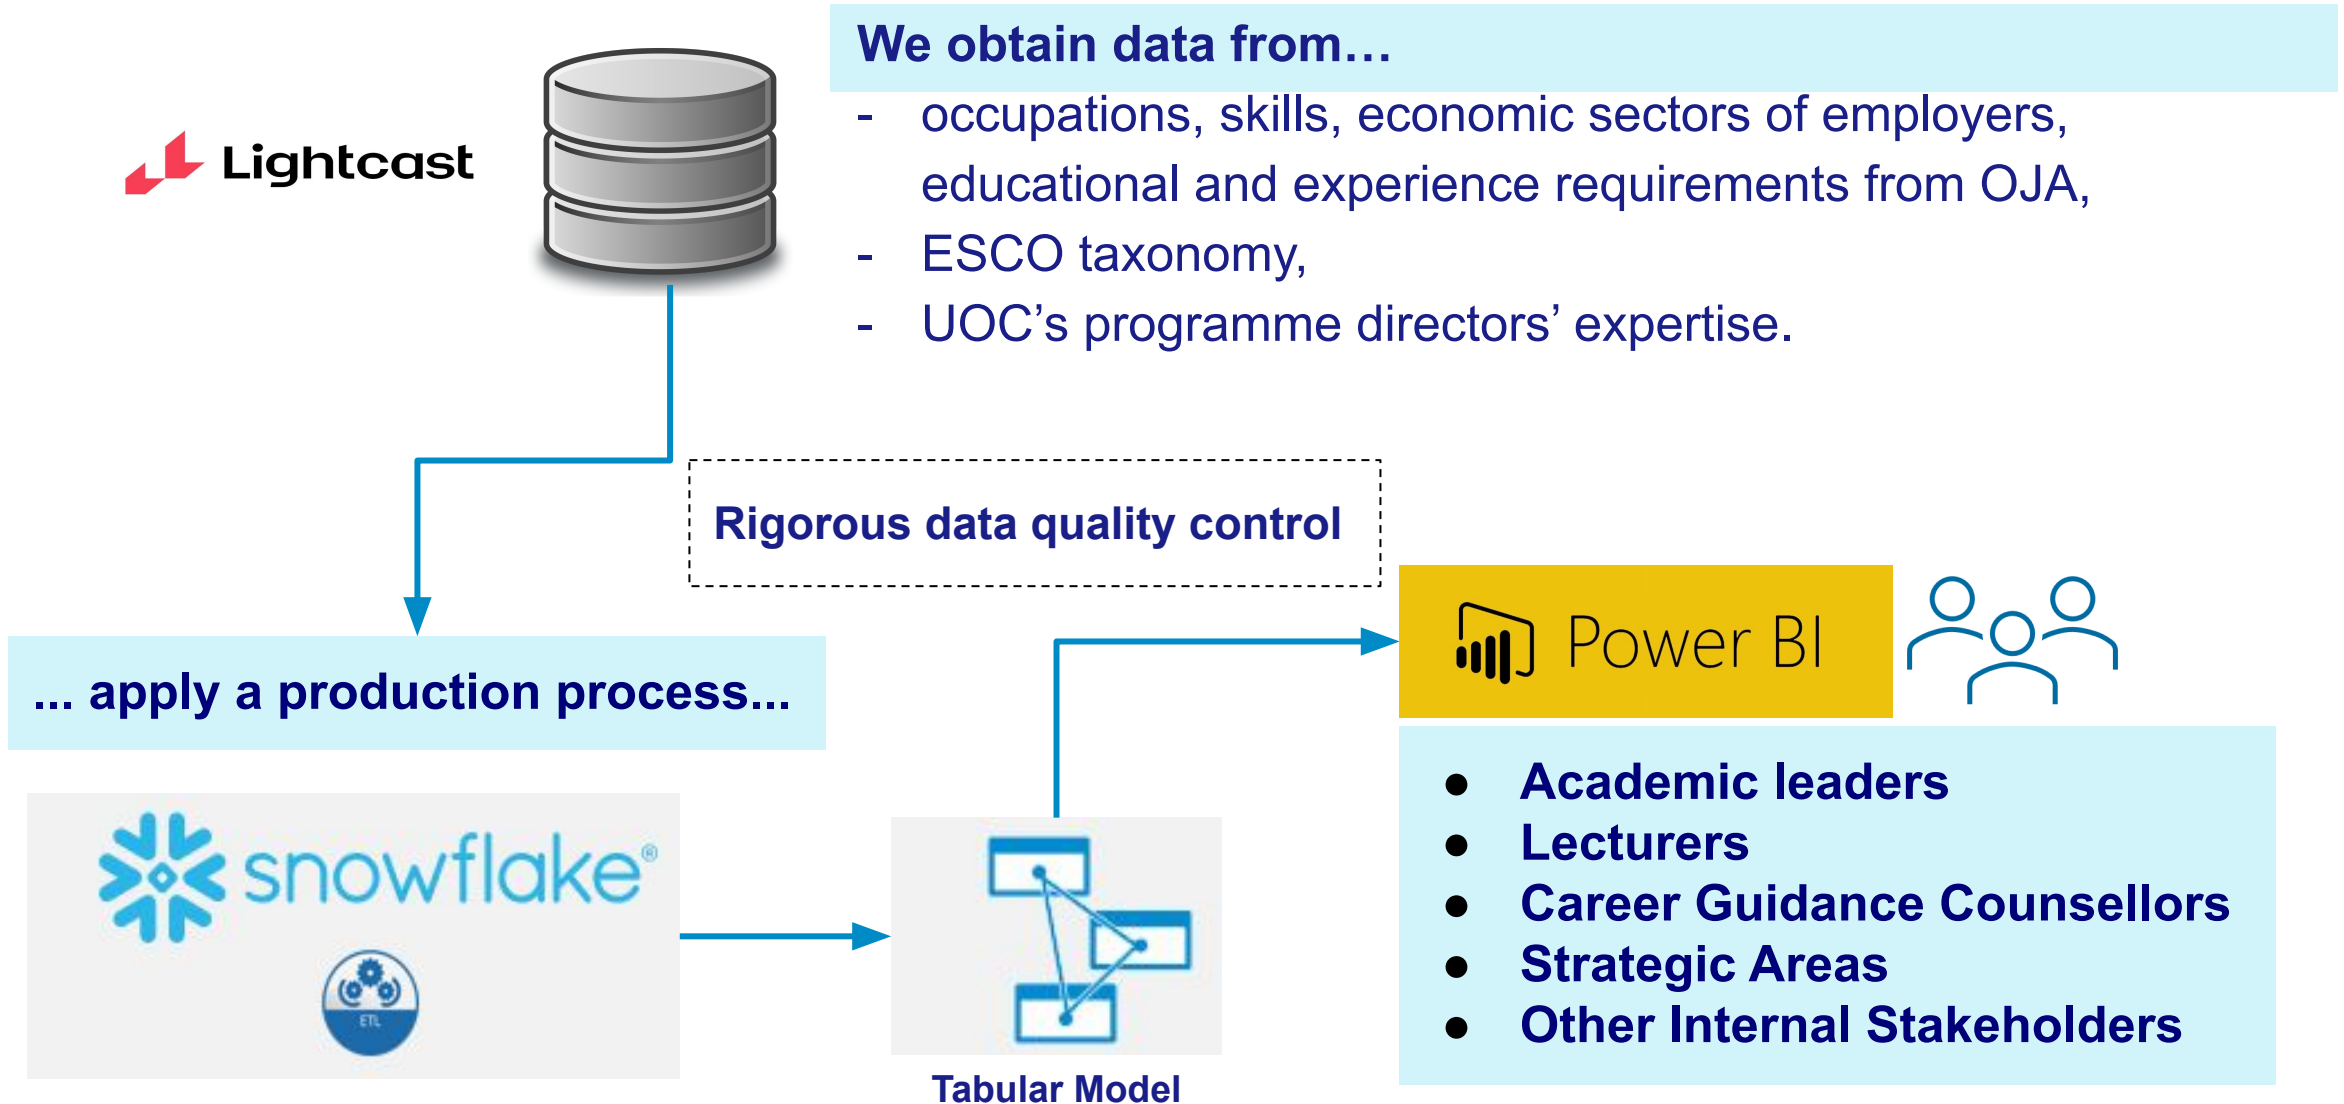 We obtain data from…
Lightcast
- occupations, skills, economic sectors of employers,
educational and experience requirements from OJA,
- ESCO taxonomy,
- UOC’s programme directors’ expertise.
Rigorous data quality control
... apply a production process...
Power BI
snowflake®
ETL
Tabular Model
● Academic leaders
● Lecturers
● Career Guidance Counsellors
● Strategic Areas
● Other Internal Stakeholders